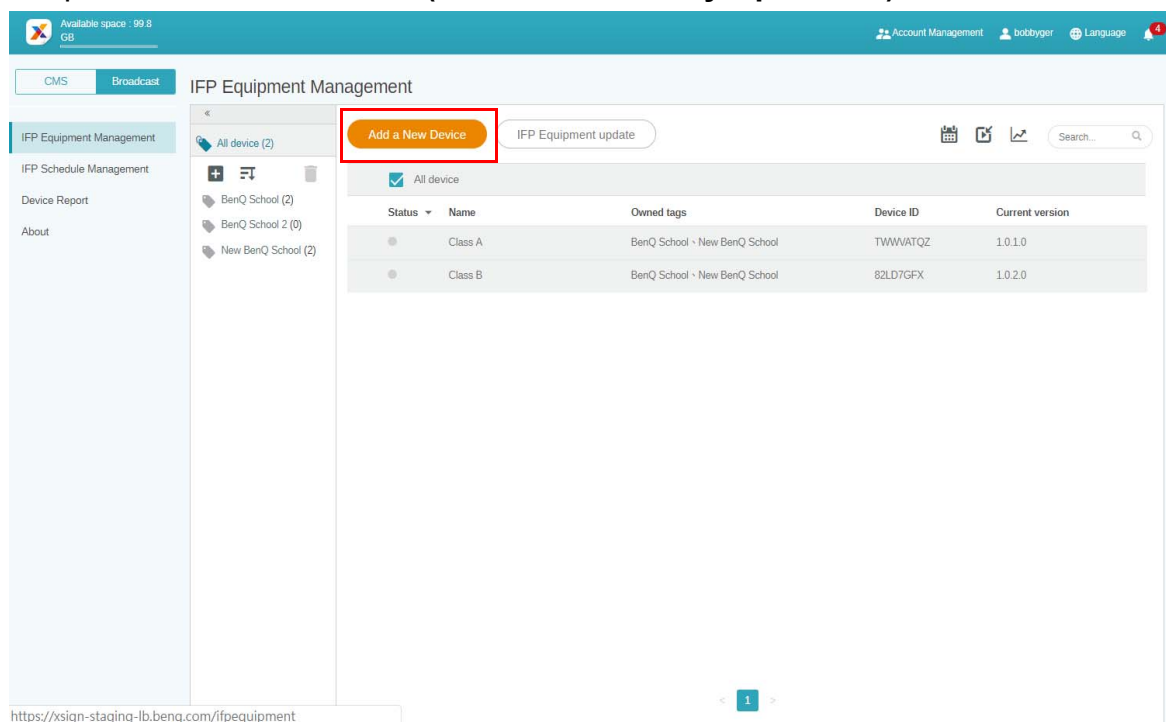 Available space : 99.8
GB
Account Management bobbyger Language 4
CMS Broadcast
IFP Equipment Management
«
IFP Equipment Management
IFP Schedule Management
Device Report
About
All device (2)
BenQ School (2)
BenQ School 2 (0)
New BenQ School (2)
Add a New Device IFP Equipment update Search...
All device
Status Name Owned tags Device ID Current version
Class A BenQ School、New BenQ School TWWVATQZ 1.0.1.0
Class B BenQ School、New BenQ School 82LD7GFX 1.0.2.0
< 1 >
https://xsign-staging-lb.benq.com/ifpequipment